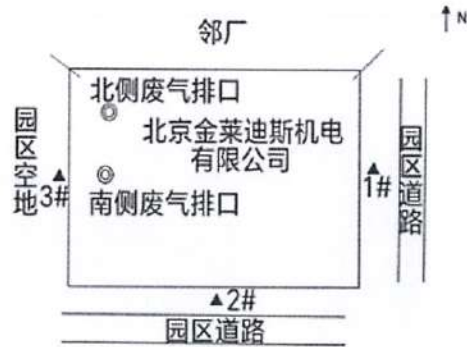 邻厂
N
北侧废气排口
北京金莱迪斯机电
有限公司
园区空地
3#
南侧废气排口
1#
园区道路
2#
园区道路